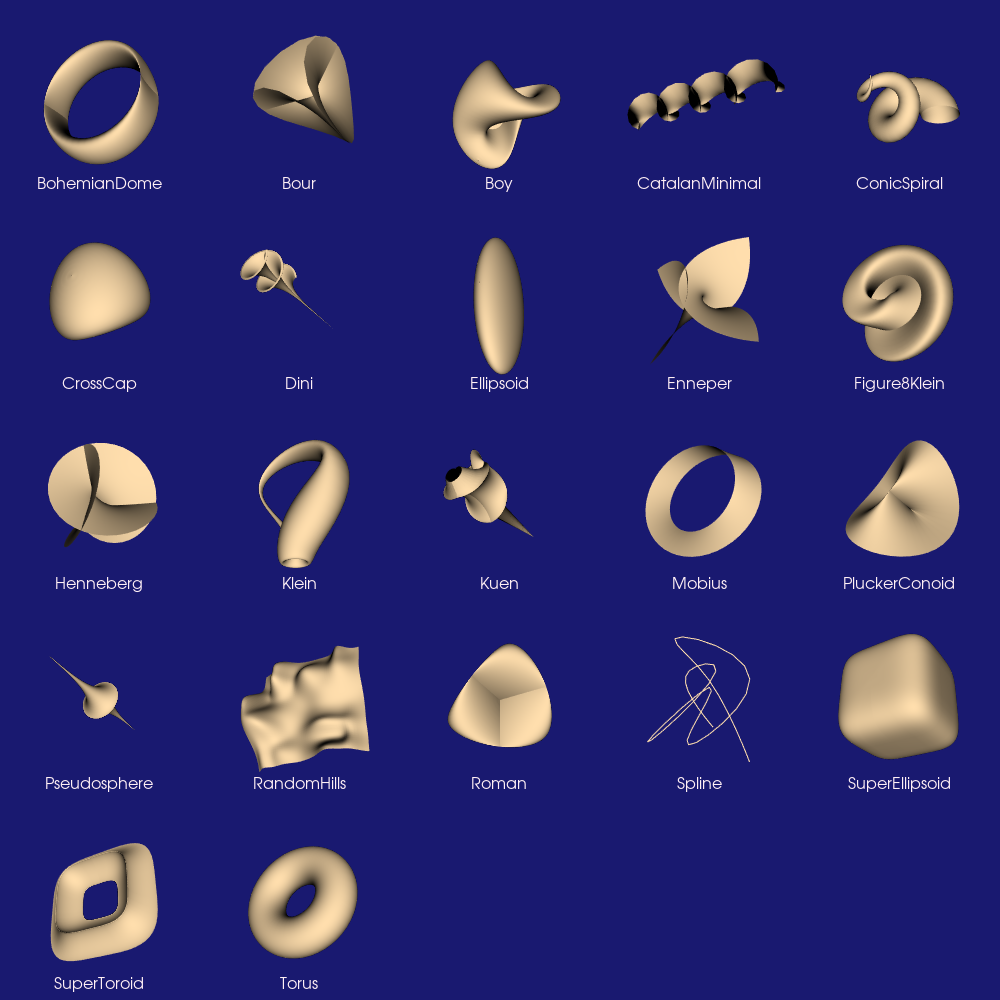 BohemianDome
Bour
Boy
CatalanMinimal
ConicSpiral
CrossCap
Dini
Ellipsoid
Enneper
Figure8Klein
Henneberg
Klein
Kuen
Mobius
PluckerConoid
Pseudosphere
RandomHills
Roman
Spline
SuperEllipsoid
SuperToroid
Torus